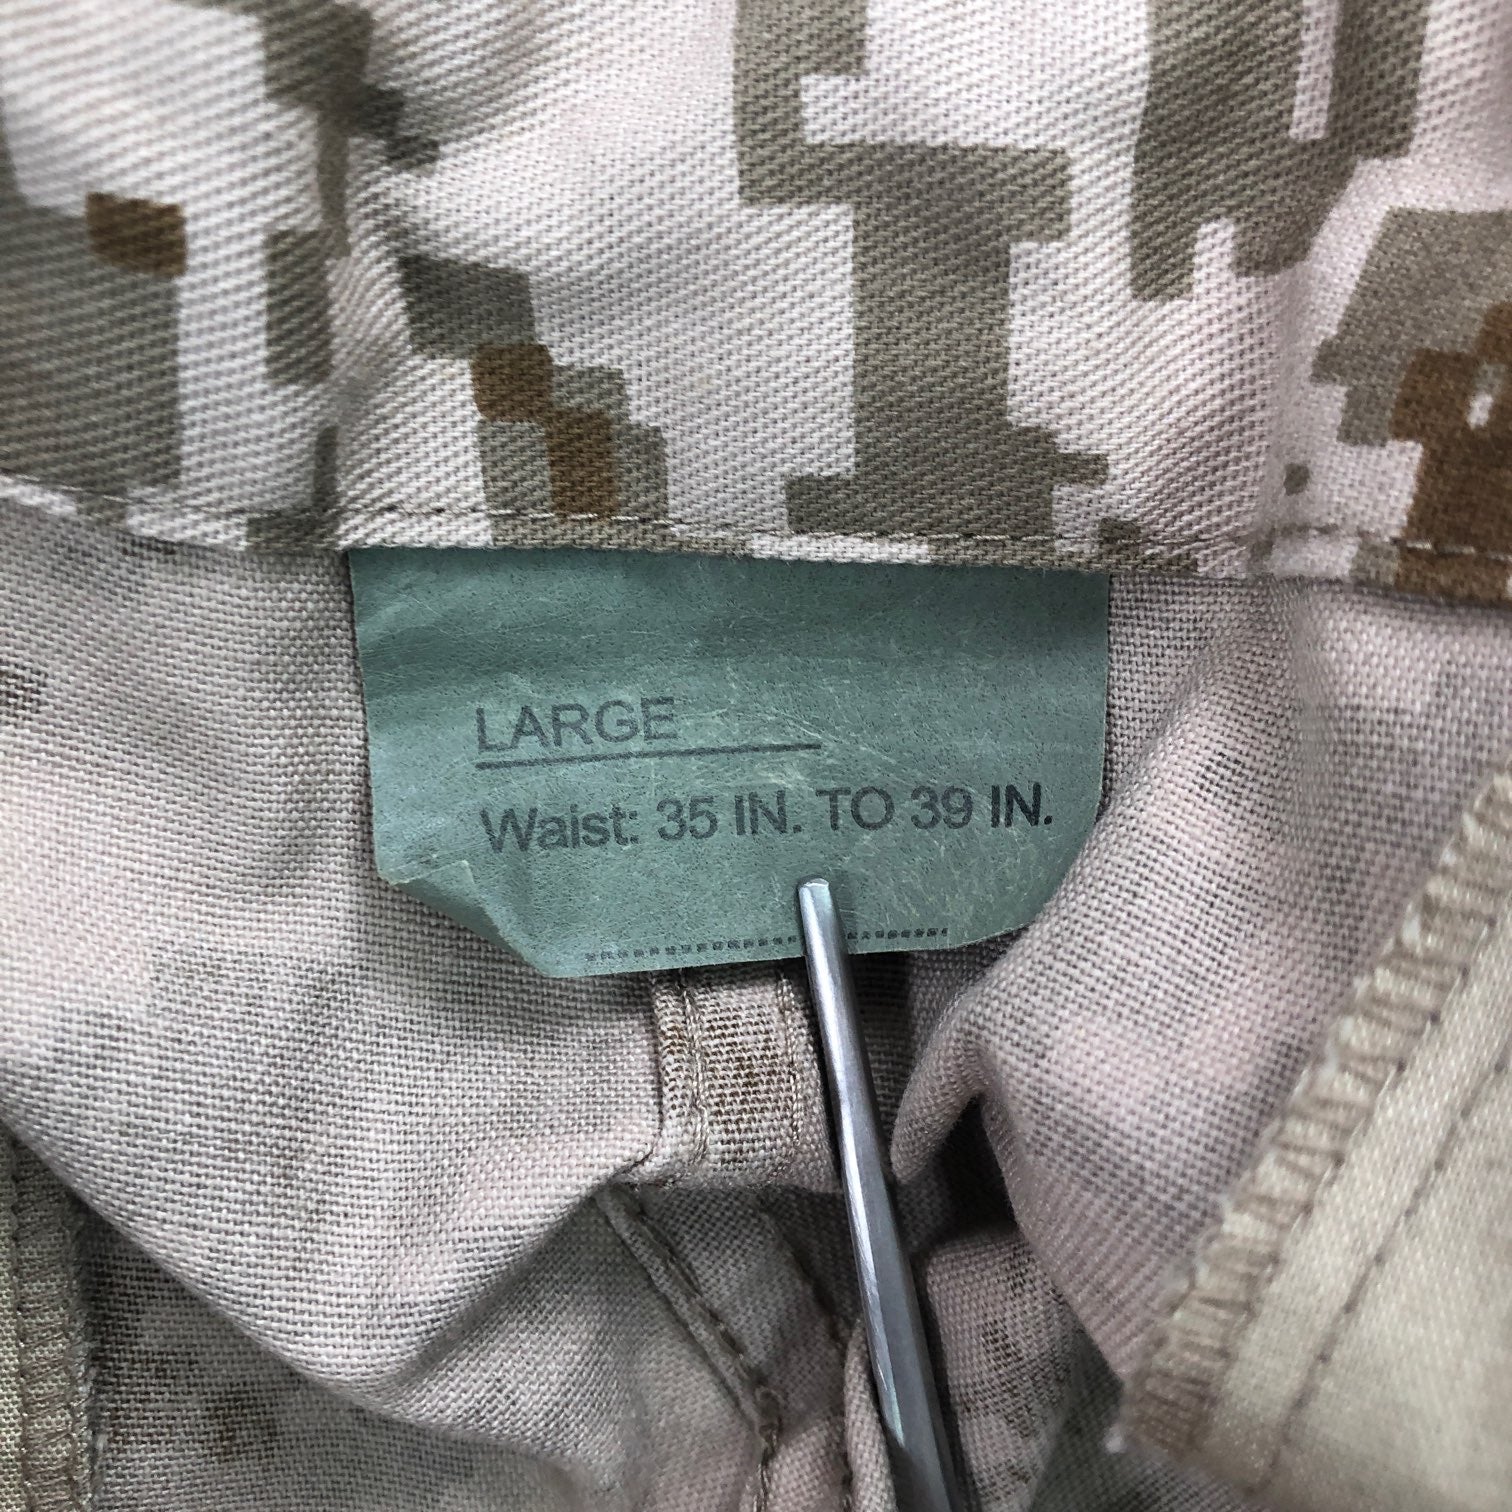 LARGE
Waist: 35 IN. TO 39 IN.